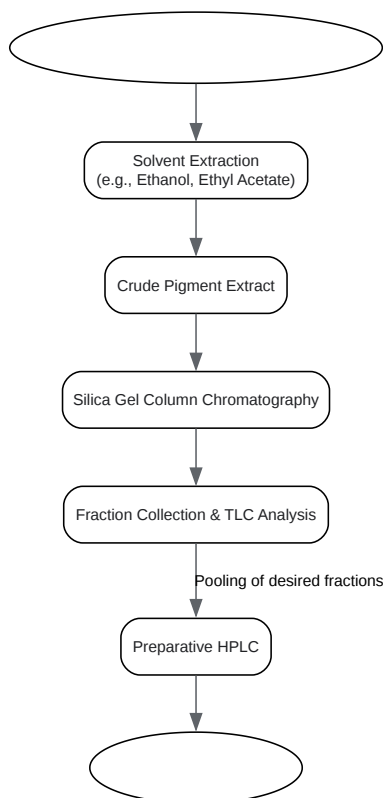 Solvent Extraction
(e.g., Ethanol, Ethyl Acetate)
Crude Pigment Extract
Silica Gel Column Chromatography
Fraction Collection & TLC Analysis
Pooling of desired fractions
Preparative HPLC